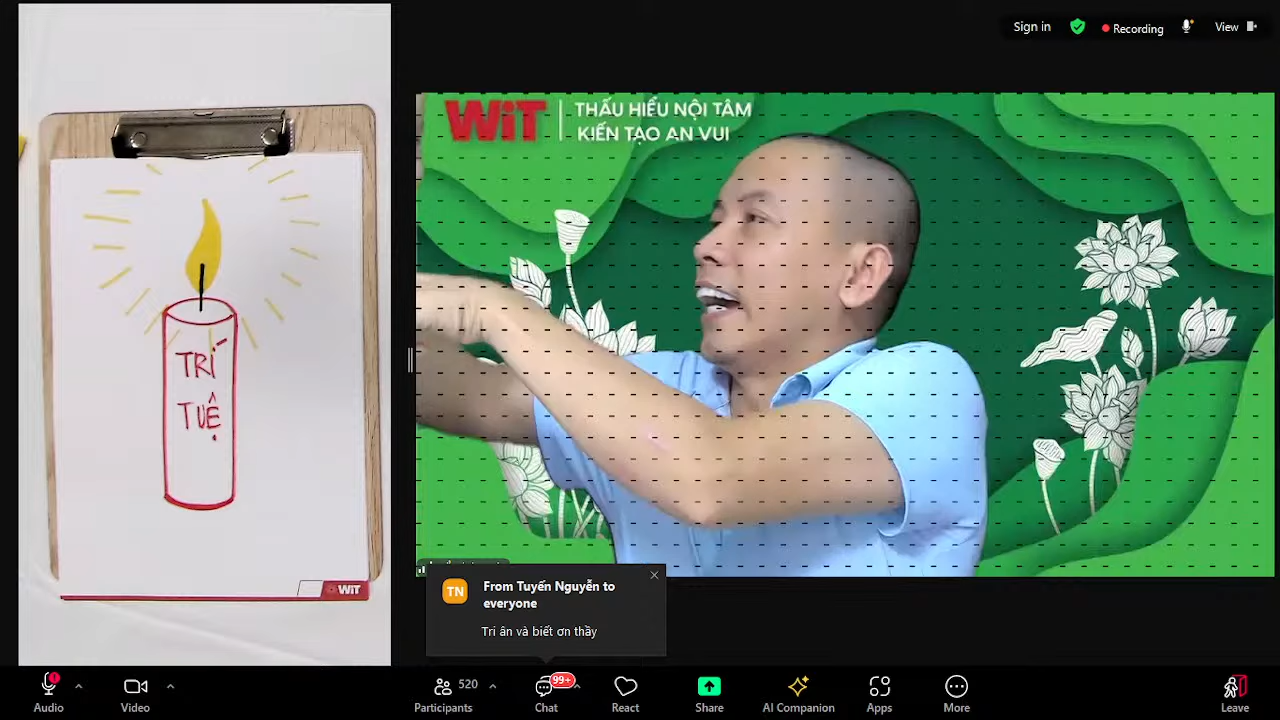 Sign in
Recording
View
WiT
THẤU HIỂU NỘI TÂM
KIẾN TẠO AN VUI
TRÍ
TUỆ
WiT
TN
From Tuyến Nguyễn to
everyone
Tri ân và biết ơn thầy
Audio
Video
520
Participants
99+
Chat
React
Share
AI Companion
Apps
More
Leave